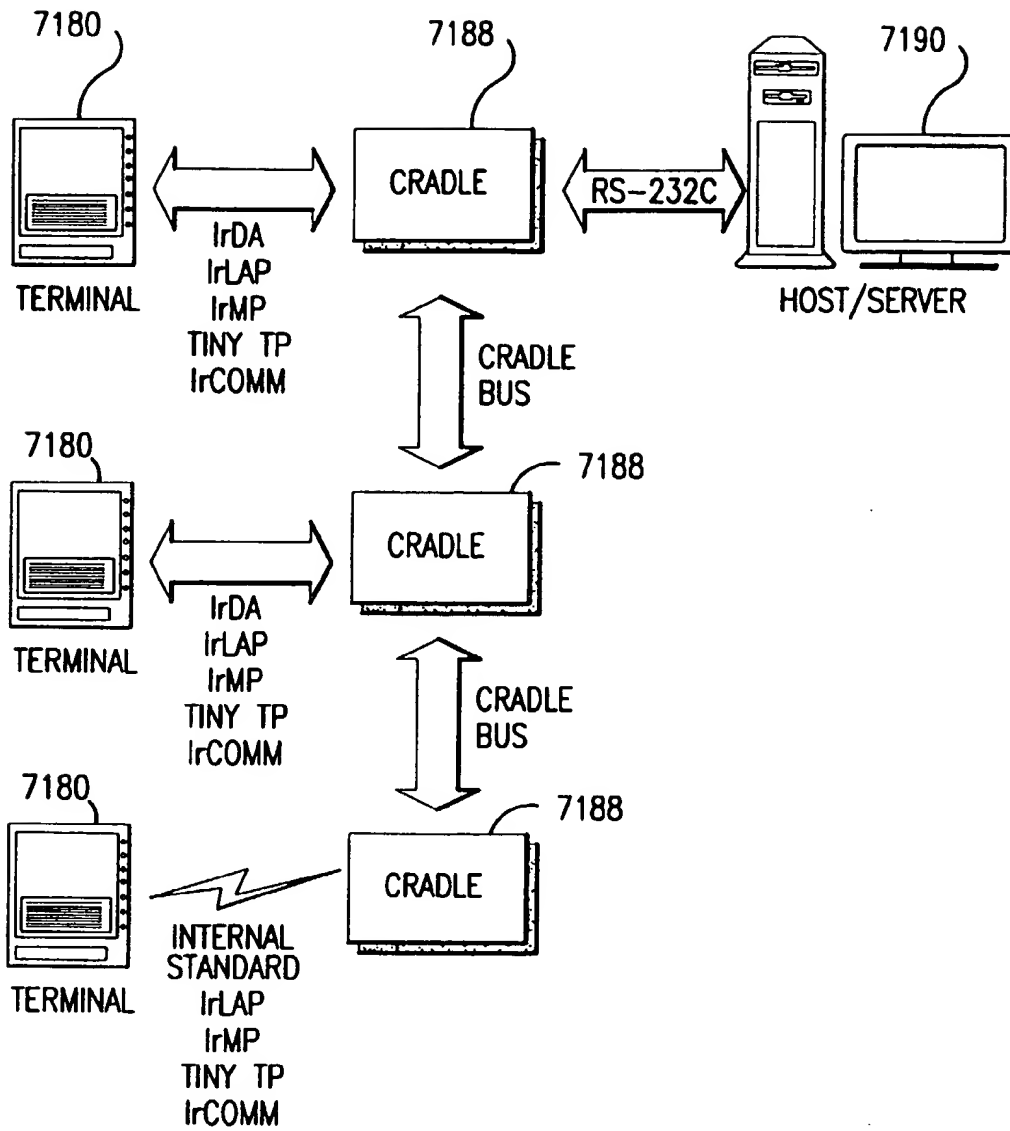 7180
7188
7190
CRADLE
RS-232C
IrDA
IrLAP
IrMP
TINY TP
IrCOMM
TERMINAL
HOST/SERVER
CRADLE
BUS
7180
7188
CRADLE
IrDA
IrLAP
IrMP
TINY TP
IrCOMM
TERMINAL
CRADLE
BUS
7180
7188
CRADLE
INTERNAL
STANDARD
IrLAP
IrMP
TINY TP
IrCOMM
TERMINAL